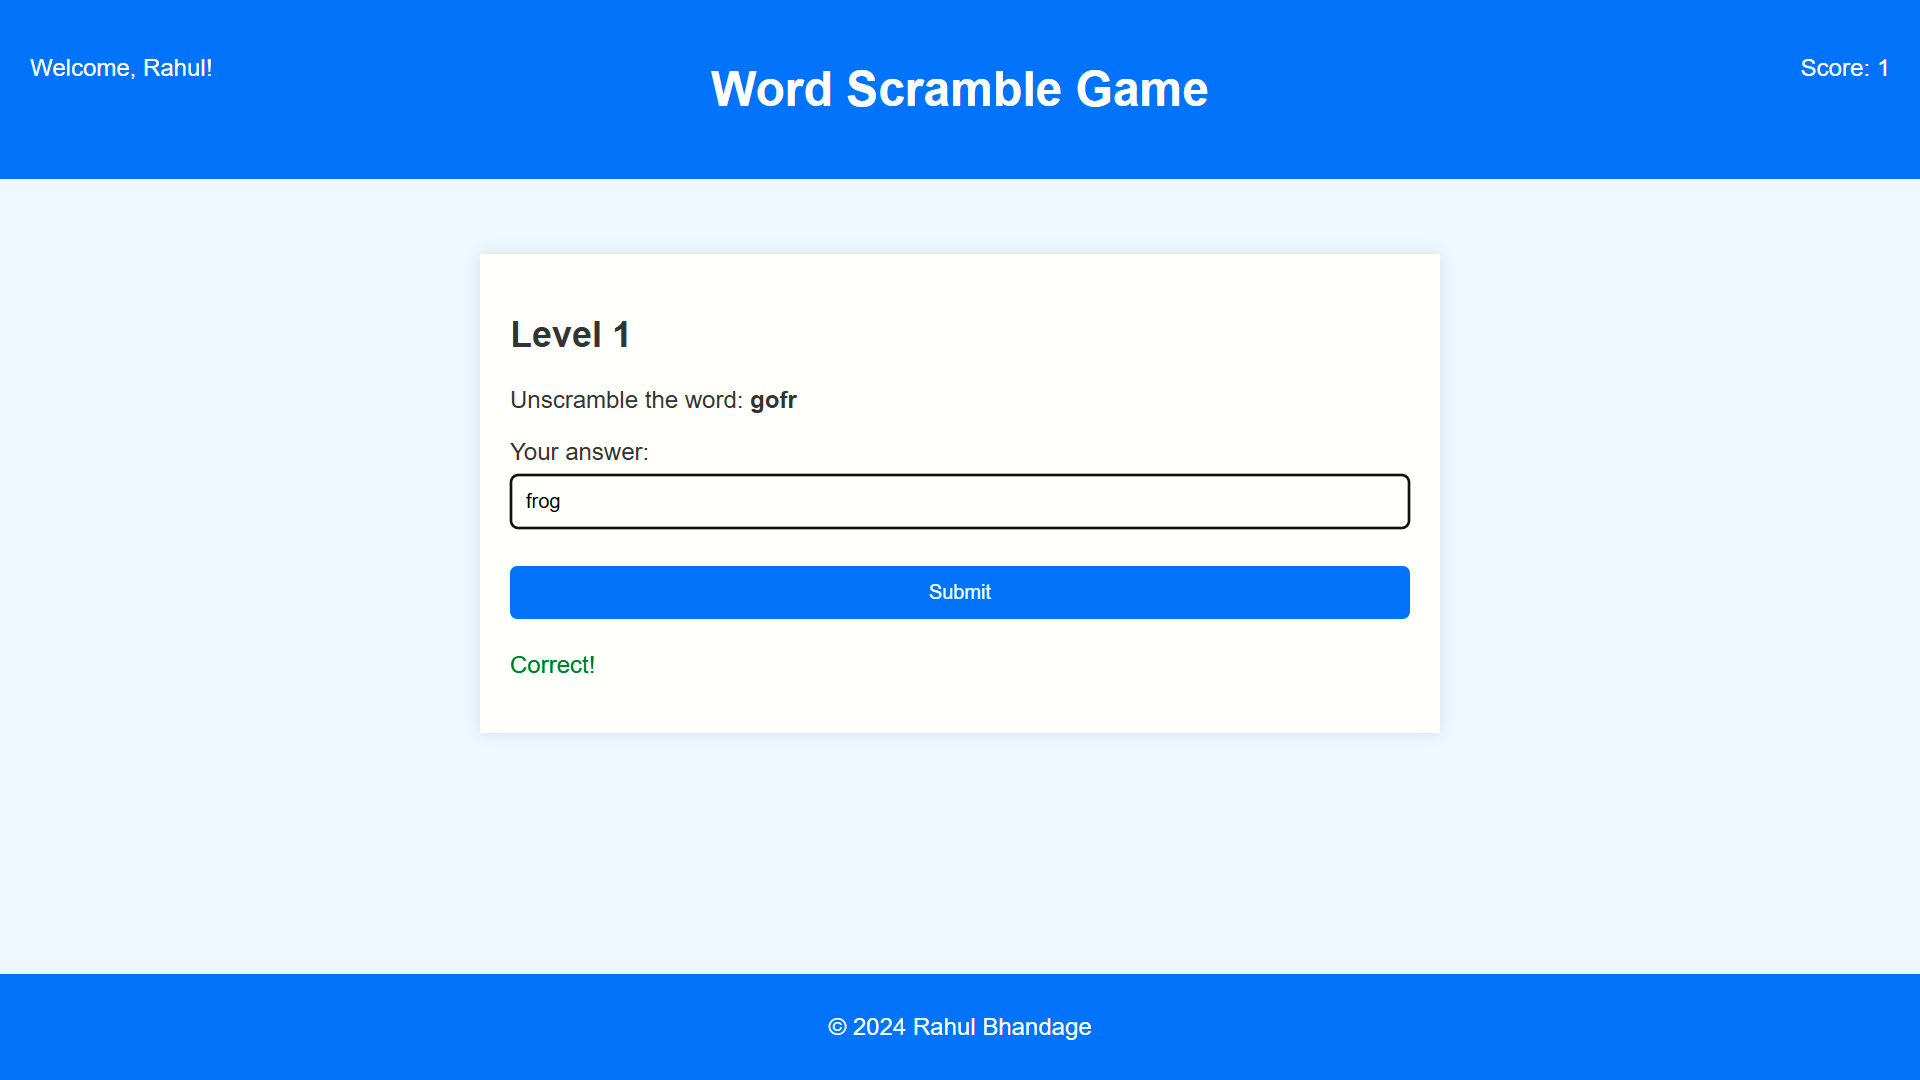 Welcome, Rahul!
Word Scramble Game
Score: 1
Level 1
Unscramble the word: gofr
Your answer:
frog
Submit
Correct!
© 2024 Rahul Bhandage